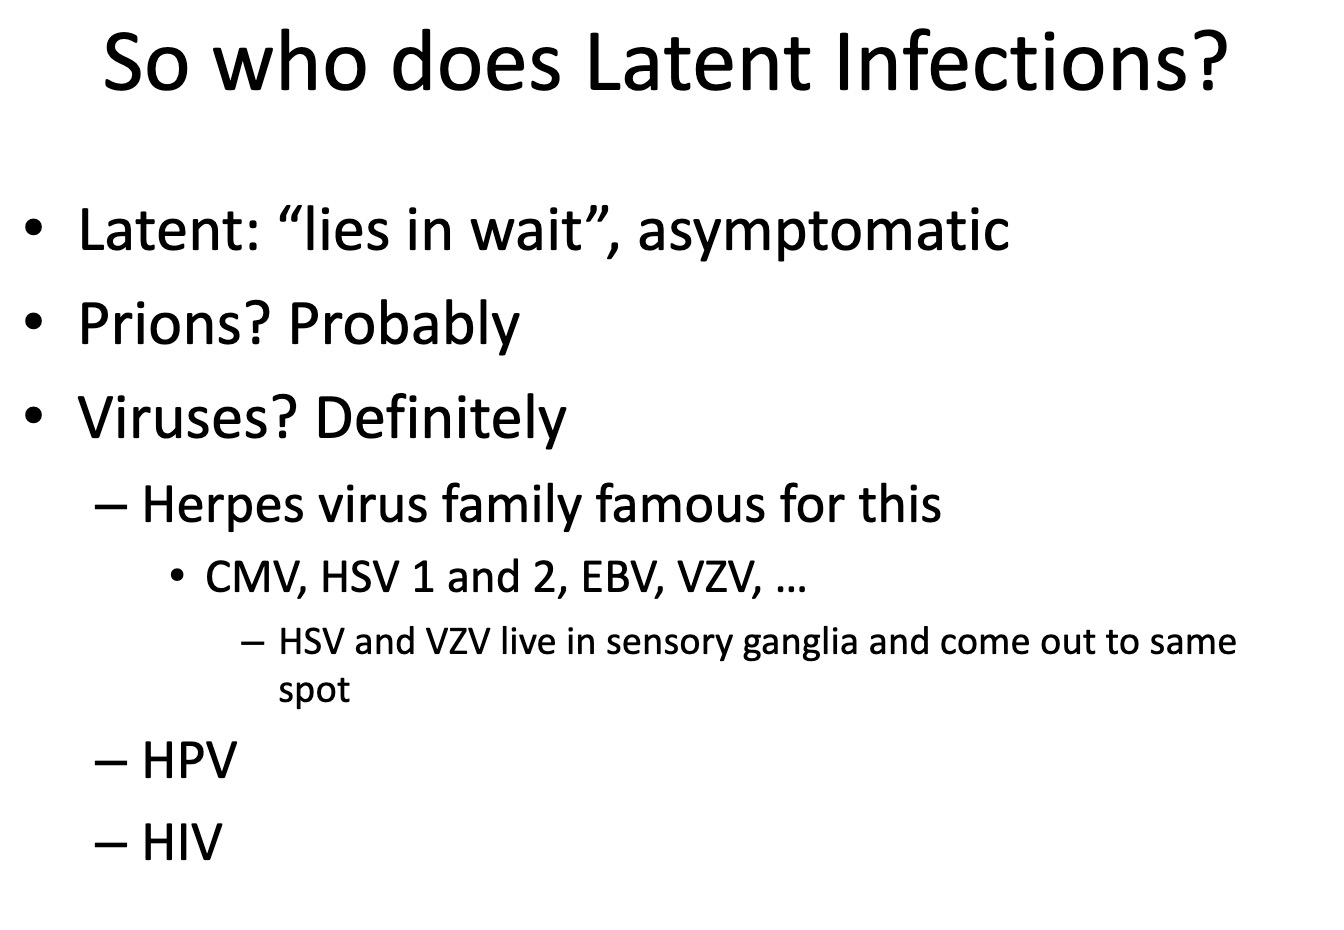 So who does Latent Infections?
• Latent: “lies in wait”, asymptomatic
• Prions? Probably
• Viruses? Definitely
– Herpes virus family famous for this
• CMV, HSV 1 and 2, EBV, VZV, ...
– HSV and VZV live in sensory ganglia and come out to same
spot
– HPV
– HIV